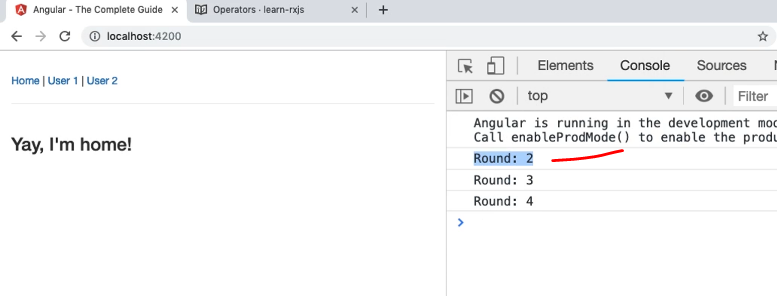 Angular - The Complete Guide
Operators · learn-rxjs
localhost:4200
Home | User 1 | User 2
Yay, I'm home!
Elements Console Sources
top Filter
Angular is running in the development mod
Call enableProdMode() to enable the produ
Round: 2
Round: 3
Round: 4